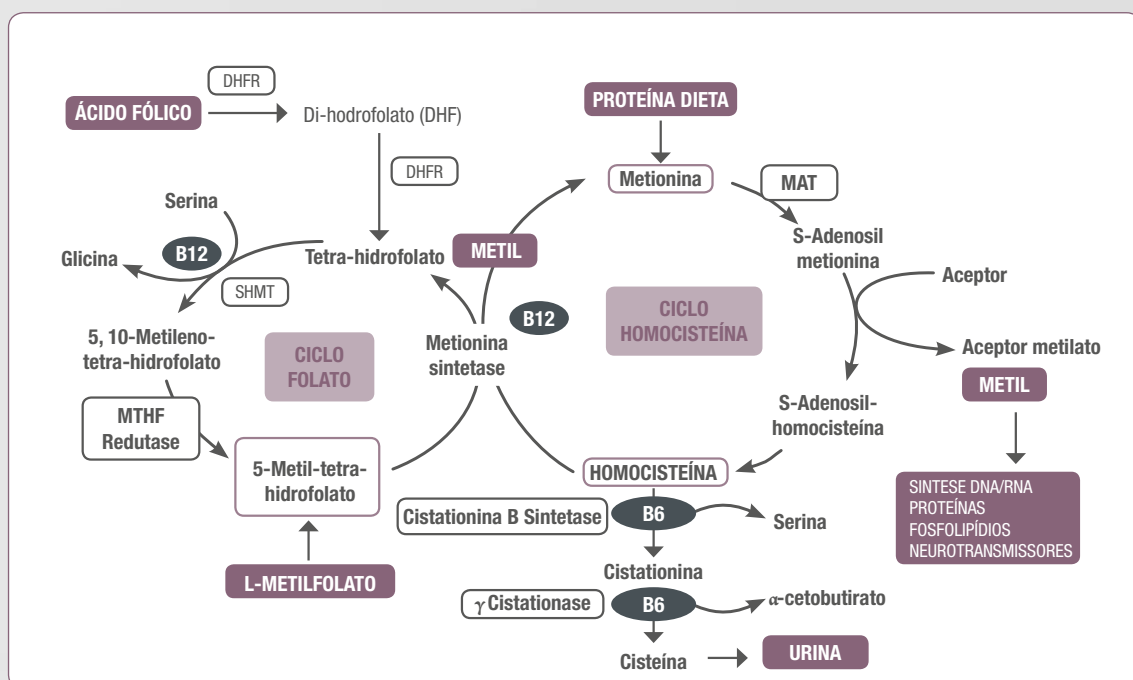 DHFR
ÁCIDO FÓLICO
Di-hodrofolato (DHF)
DHFR
Serina
B12
Glicina
Tetra-hidrofolato
SHMT
5, 10-Metileno-
tetra-hidrofolato
CICLO
FOLATO
MTHF
Redutase
5-Metil-tetra-
hidrofolato
L-METILFOLATO
METIL
B12
Metionina
sintetase
PROTEÍNA DIETA
Metionina
MAT
S-Adenosil
metionina
CICLO
HOMOCISTEÍNA
Aceptor
Aceptor metilato
METIL
S-Adenosil-
homocisteína
SINTESE DNA/RNA
PROTEÍNAS
FOSFOLIPÍDIOS
NEUROTRANSMISSORES
HOMOCISTEÍNA
Cistationina B Sintetase
B6
Serina
Cistationina
γ Cistationase
B6
α-cetobutirato
Cisteína
URINA